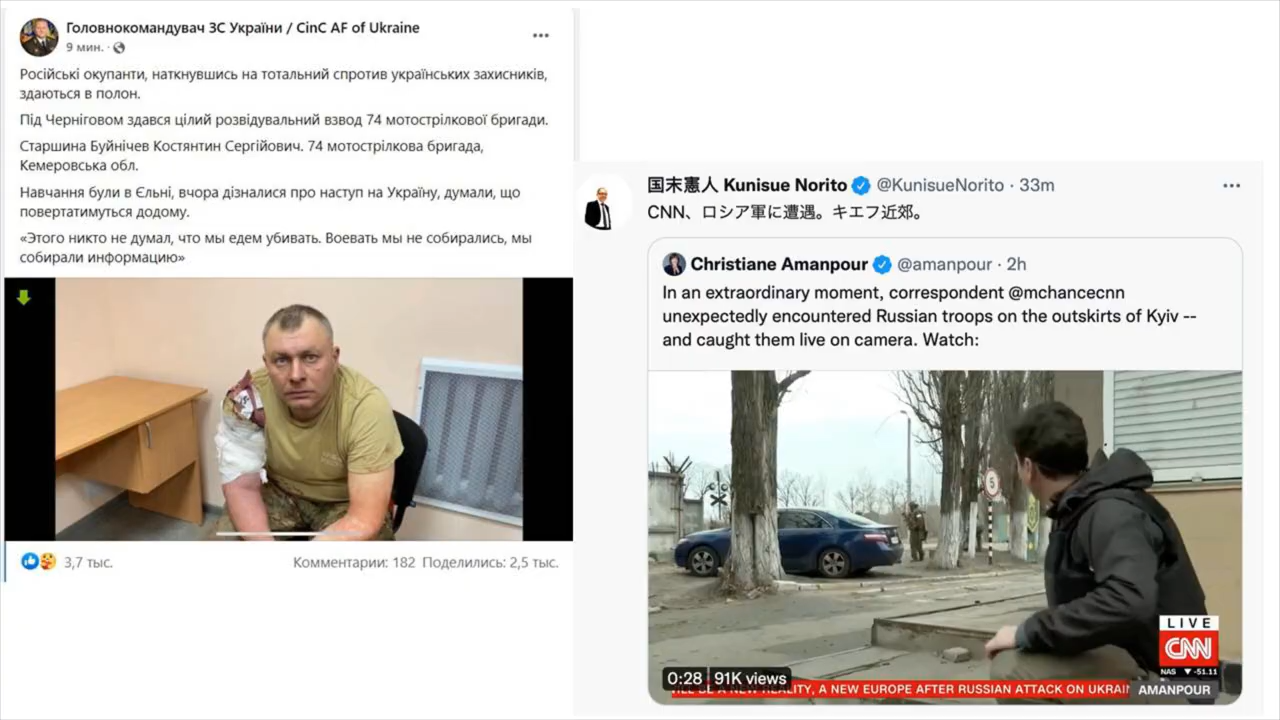 Головнокомандувач ЗС України / CinC AF of Ukraine
9 мин. ·
Російські окупанти, наткнувшись на тотальний спротив українських захисників,
здаються в полон.
Під Черніговом здався цілий розвідувальний взвод 74 мотострілкової бригади.
Старшина Буйнічев Костянтин Сергійович. 74 мотострілкова бригада,
Кемеровська обл.
Навчання були в Єльні, вчора дізналися про наступ на Україну, думали, що
повертатимуться додому.
«Этого никто не думал, что мы едем убивать. Воевать мы не собирались, мы
собирали информацию»
3,7 тыс.
Комментарии: 182 Поделились: 2,5 тыс.
国末憲人 Kunisue Norito @KunisueNorito · 33m
CNN、ロシア軍に遭遇。キエフ近郊。
Christiane Amanpour @amanpour · 2h
In an extraordinary moment, correspondent @mchancecnn
unexpectedly encountered Russian troops on the outskirts of Kyiv --
and caught them live on camera. Watch:
5
LIVE
CNN
NAS ▼ -51.11
0:28 91K views
WILL BE A NEW REALITY, A NEW EUROPE AFTER RUSSIAN ATTACK ON UKRAI
AMANPOUR